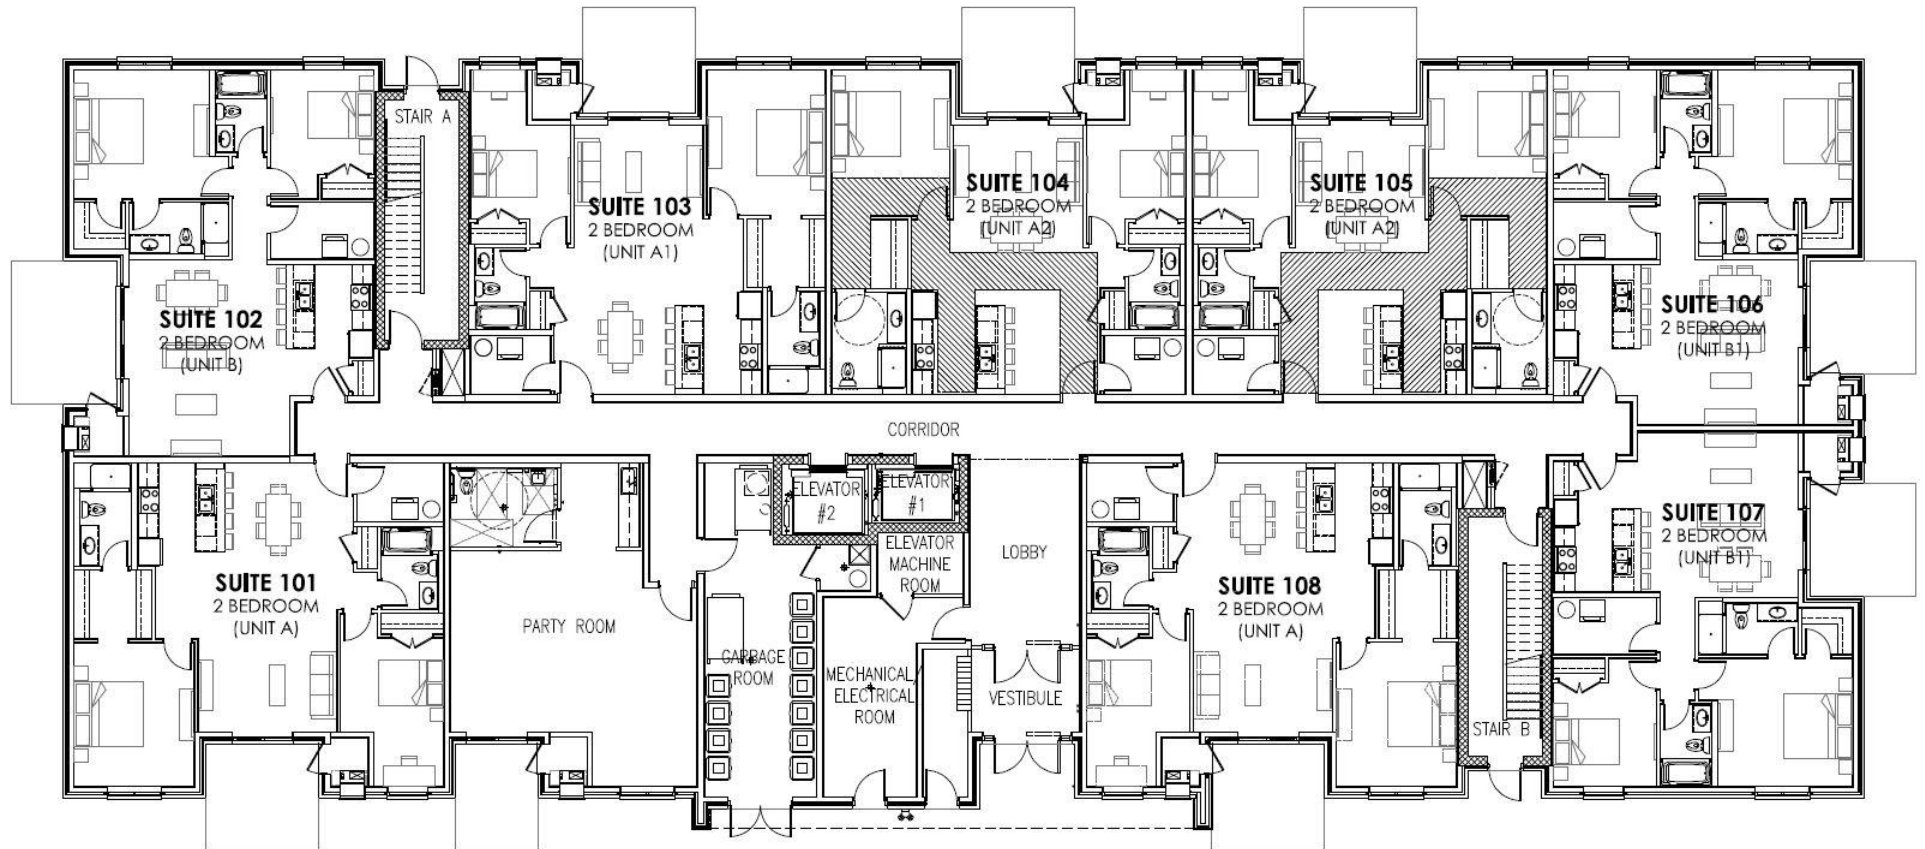 STAIR A
SUITE 103
2 BEDROOM
(UNIT A1)
SUITE 104
2 BEDROOM
(UNIT A2)
SUITE 105
2 BEDROOM
(UNIT A2)
SUITE 102
2 BEDROOM
(UNIT B)
SUITE 106
2 BEDROOM
(UNIT B1)
CORRIDOR
SUITE 101
2 BEDROOM
(UNIT A)
PARTY ROOM
GARBAGE
ROOM
ELEVATOR
#2
ELEVATOR
#1
ELEVATOR
MACHINE
ROOM
MECHANICAL/
ELECTRICAL
ROOM
LOBBY
VESTIBULE
SUITE 108
2 BEDROOM
(UNIT A)
STAIR B
SUITE 107
2 BEDROOM
(UNIT B1)